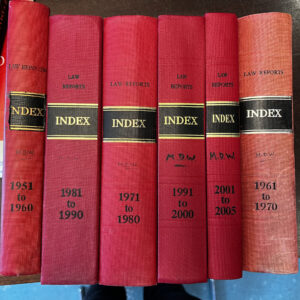 LAW REPORTS
INDEX
M.D.W.
1951
to
1960
LAW
REPORTS
INDEX
1981
to
1990
LAW REPORTS
INDEX
M.D.W.
1971
to
1980
LAW
REPORTS
INDEX
M.D.W.
1991
to
2000
LAW
REPORTS
INDEX
M.D.W.
2001
to
2005
LAW REPORTS
INDEX
M.D.W.
1961
to
1970